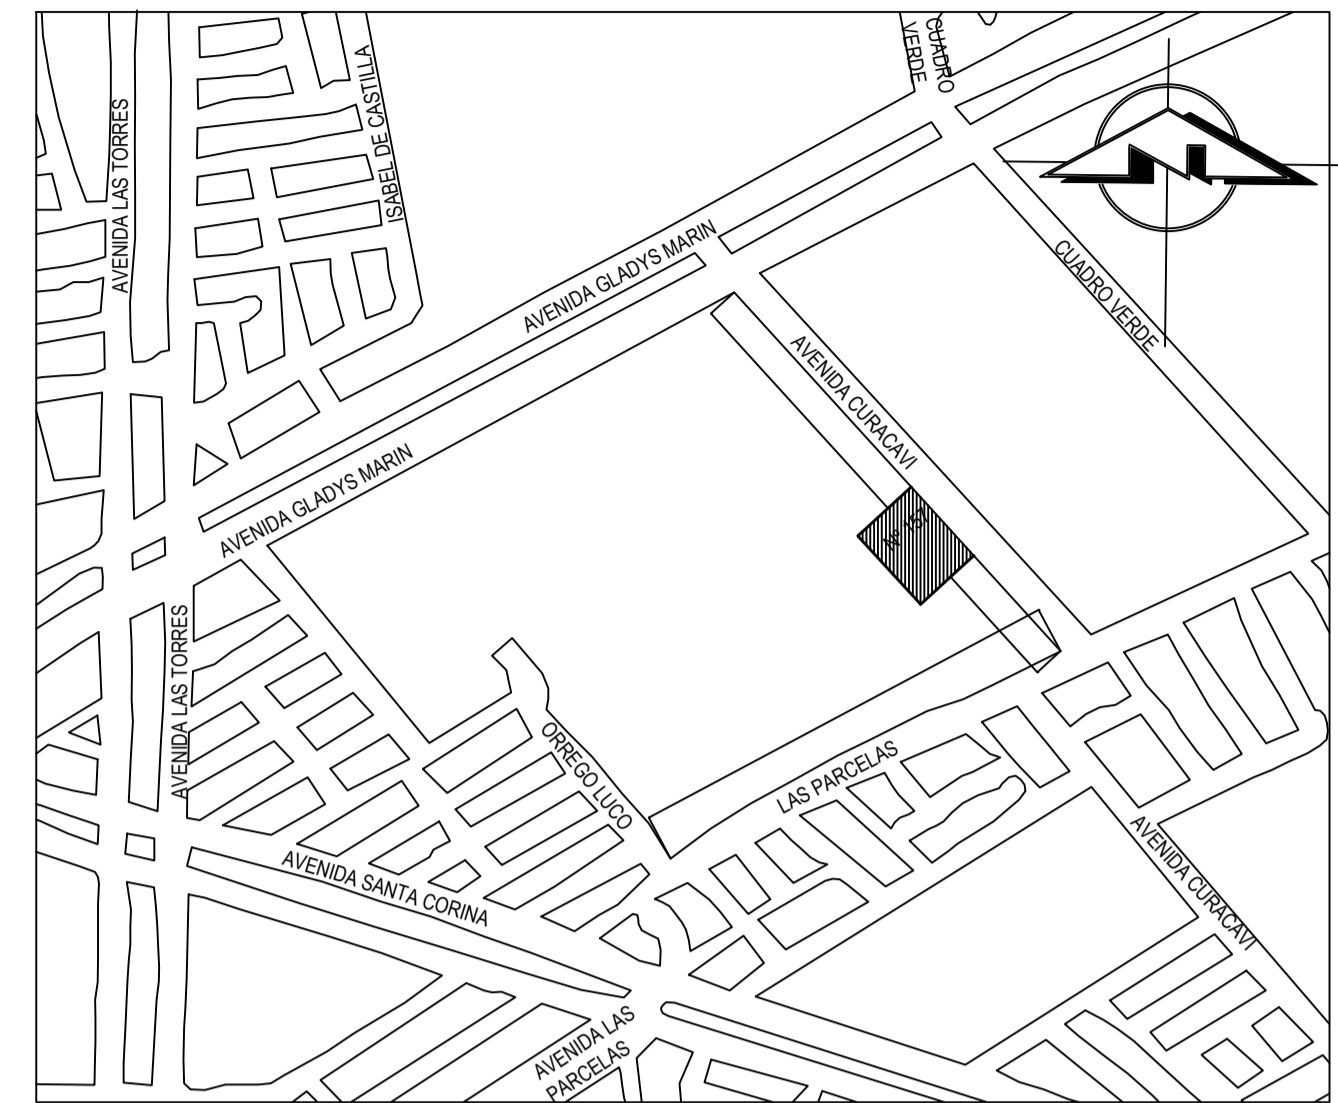 CUADRO
VERDE
AVENIDA LAS TORRES
ISABEL DE CASTILLA
AVENIDA GLADYS MARIN
CUADRO VERDE
AVENIDA CURACAVI
AVENIDA GLADYS MARIN
N° 157
AVENIDA LAS TORRES
ORREGO LUCO
LAS PARCELAS
AVENIDA SANTA CORINA
AVENIDA CURACAVI
AVENIDA LAS
PARCELAS
N